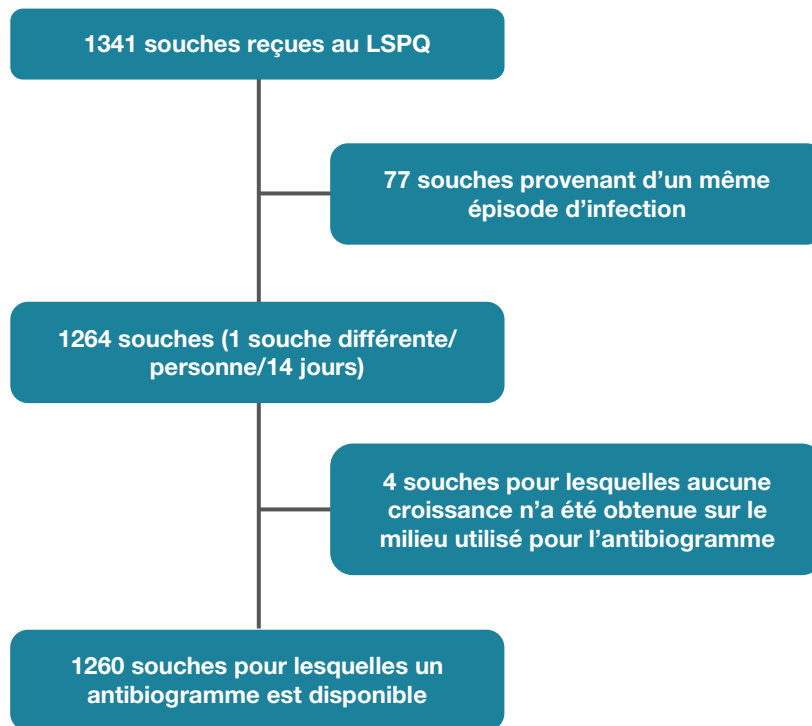 1341 souches reçues au LSPQ
77 souches provenant d’un même
épisode d’infection
1264 souches (1 souche différente/
personne/14 jours)
4 souches pour lesquelles aucune
croissance n’a été obtenue sur le
milieu utilisé pour l’antibiogramme
1260 souches pour lesquelles un
antibiogramme est disponible